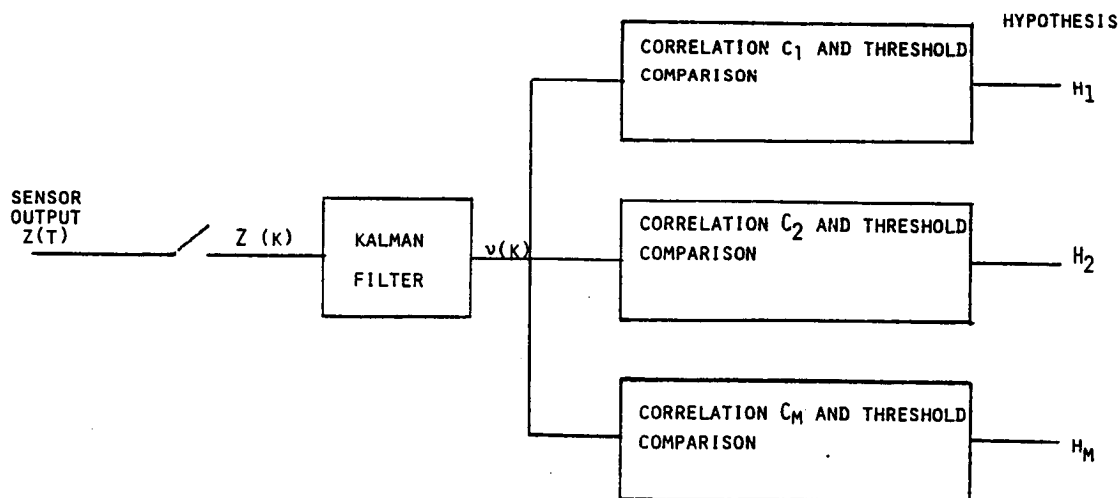 HYPOTHESIS
CORRELATION C1 AND THRESHOLD
COMPARISON
H1
SENSOR
OUTPUT
Z(T)
Z (K)
KALMAN
FILTER
ν(K)
CORRELATION C2 AND THRESHOLD
COMPARISON
H2
CORRELATION CM AND THRESHOLD
COMPARISON
HM